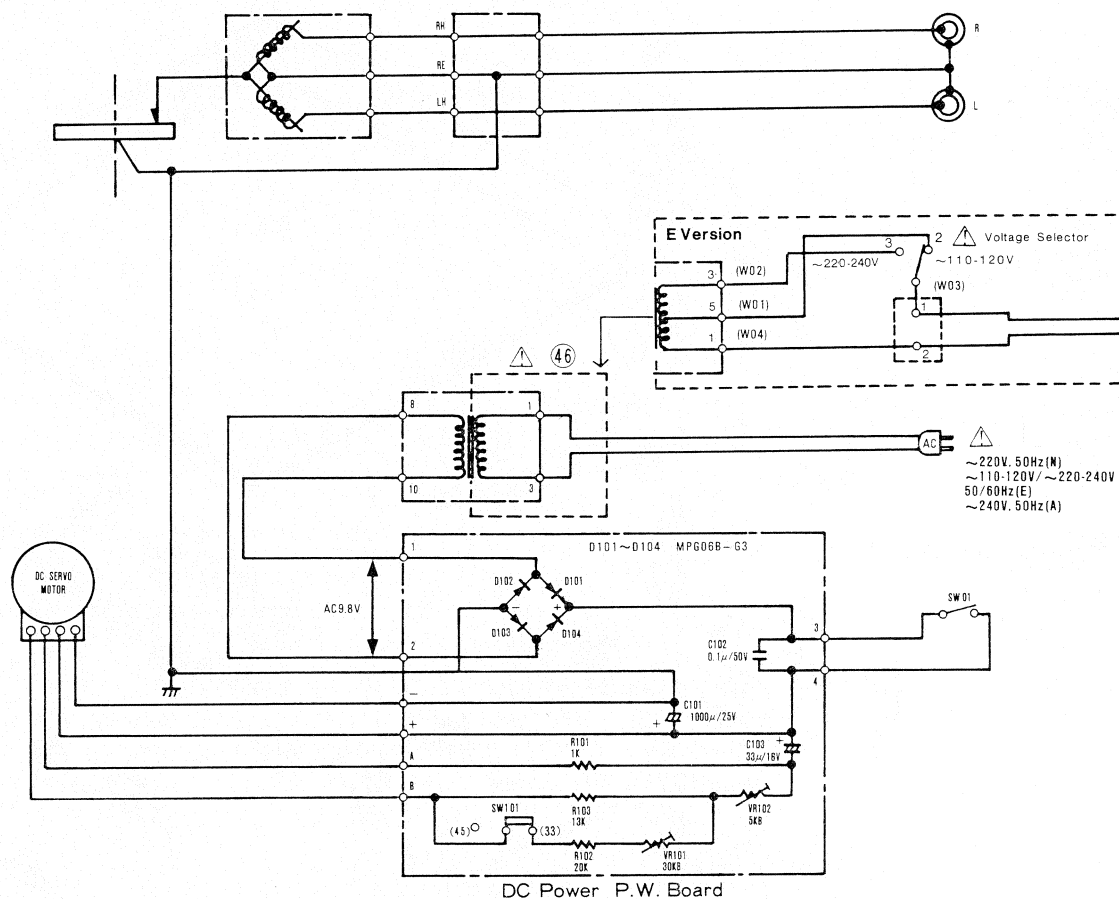 RH
R
RE
LH
L
E Version
3
2
⚠ Voltage Selector
~220-240V
~110-120V
3
(W02)
(W03)
5
(W01)
1
1
(W04)
2
⚠ 46
8
1
AC
⚠
10
3
~220V. 50Hz(N)
~110-120V/~220-240V
50/60Hz(E)
~240V. 50Hz(A)
1
D101~D104 MPG06B-G3
DC SERVO
MOTOR
D102
D101
AC9.8V
-
+
D103
D104
SW01
3
C102
0.1μ/50V
2
4
-
C101
1000μ/25V
+
+
+
C103
33μ/16V
A
R101
1K
B
R103
13K
VR102
5KB
SW101
(45)
(33)
R102
20K
VR101
30KB
DC Power P.W. Board